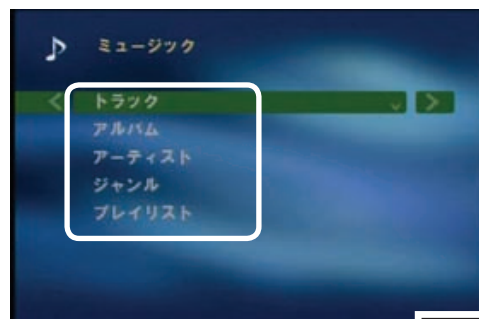 ミュージック
トラック
アルバム
アーティスト
ジャンル
プレイリスト